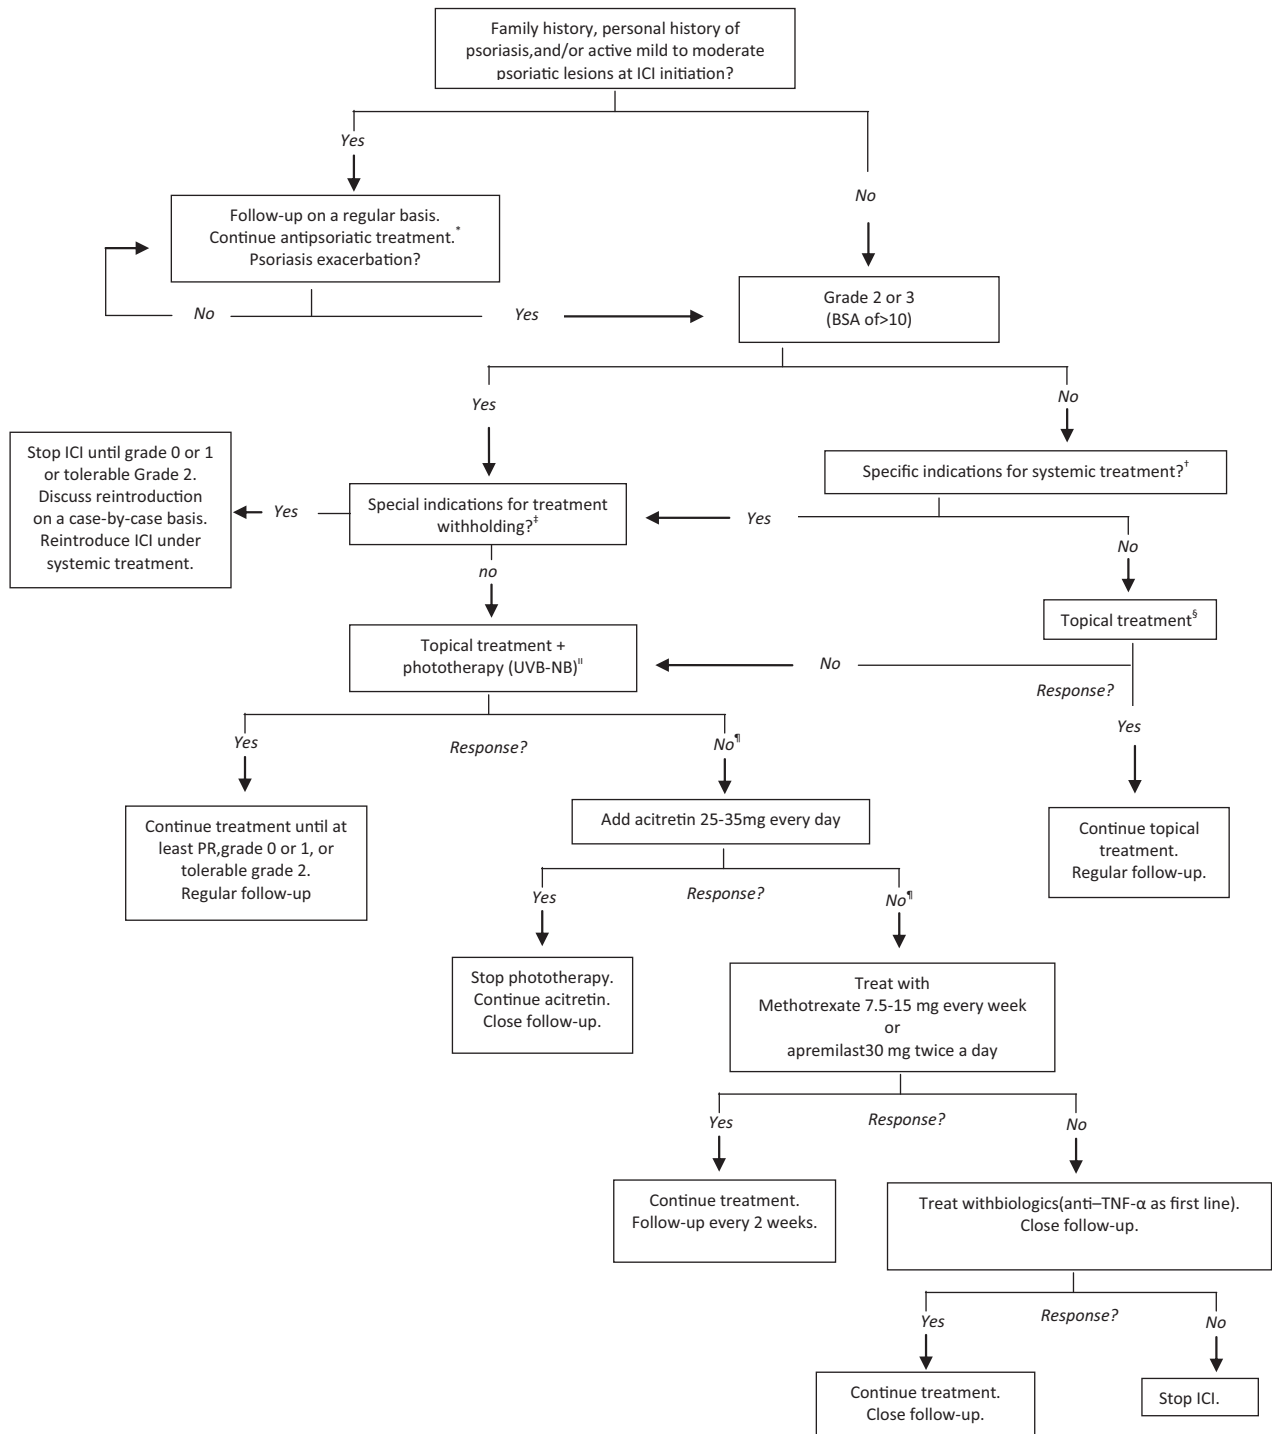 Family history, personal history of
psoriasis,and/or active mild to moderate
psoriatic lesions at ICI initiation?
Yes
No
Follow-up on a regular basis.
Continue antipsoriatic treatment.*
Psoriasis exacerbation?
No
Yes
Grade 2 or 3
(BSA of>10)
Yes
No
Stop ICI until grade 0 or 1
or tolerable Grade 2.
Discuss reintroduction
on a case-by-case basis.
Reintroduce ICI under
systemic treatment.
Yes
Special indications for treatment
withholding?‡
Yes
Specific indications for systemic treatment?†
No
no
Topical treatment§
Topical treatment +
phototherapy (UVB-NB)॥
No
Response?
Yes
Yes
Response?
No¶
Continue treatment until at
least PR,grade 0 or 1, or
tolerable grade 2.
Regular follow-up
Add acitretin 25-35mg every day
Continue topical
treatment.
Regular follow-up.
Yes
Response?
No¶
Stop phototherapy.
Continue acitretin.
Close follow-up.
Treat with
Methotrexate 7.5-15 mg every week
or
apremilast30 mg twice a day
Yes
Response?
No
Continue treatment.
Follow-up every 2 weeks.
Treat withbiologics(anti–TNF-α as first line).
Close follow-up.
Yes
Response?
No
Continue treatment.
Close follow-up.
Stop ICI.